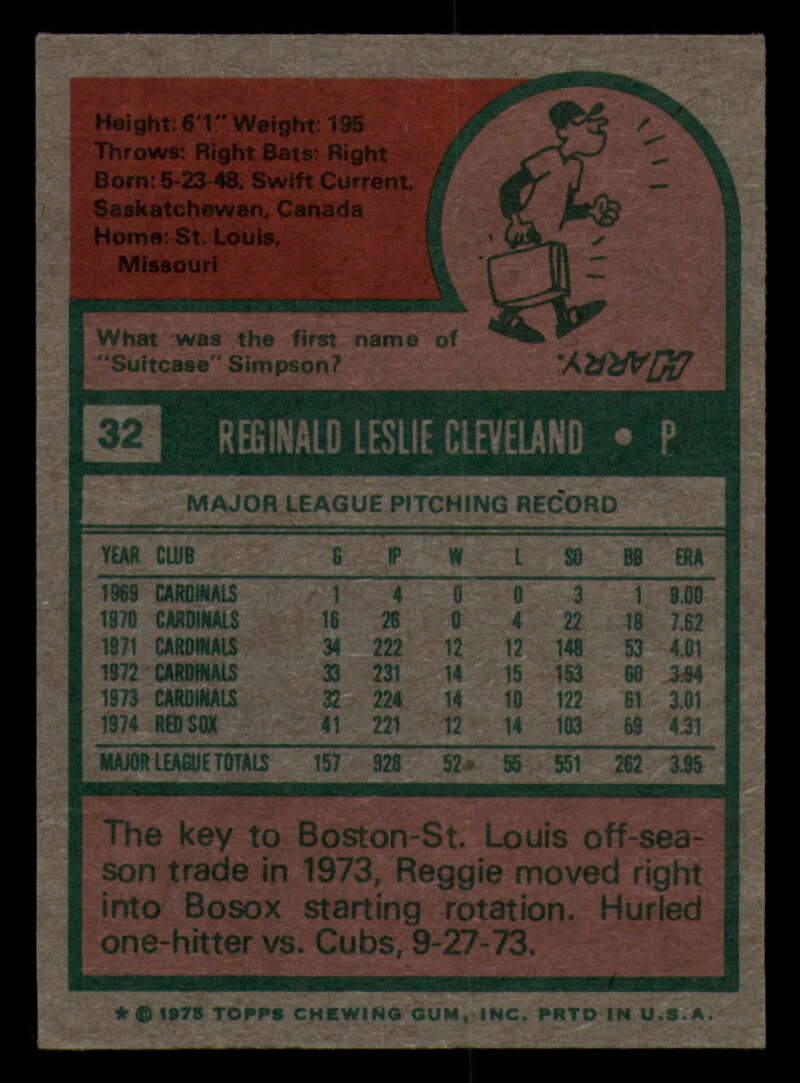 Height: 6'1" Weight: 195
Throws: Right Bats: Right
Born: 5-23-48, Swift Current,
Saskatchewan, Canada
Home: St. Louis,
Missouri
What was the first name of
"Suitcase" Simpson?
HARRY.
32 REGINALD LESLIE CLEVELAND • P
MAJOR LEAGUE PITCHING RECORD
YEAR CLUB G IP W L SO BB ERA
1969 CARDINALS 1 4 0 0 3 1 9.00
1970 CARDINALS 16 26 0 4 22 18 7.62
1971 CARDINALS 34 222 12 12 148 53 4.01
1972 CARDINALS 33 231 14 15 153 60 3.94
1973 CARDINALS 32 224 14 10 122 61 3.01
1974 RED SOX 41 221 12 14 103 69 4.31
MAJOR LEAGUE TOTALS 157 928 52 55 551 262 3.95
The key to Boston-St. Louis off-sea-
son trade in 1973, Reggie moved right
into Bosox starting rotation. Hurled
one-hitter vs. Cubs, 9-27-73.
* © 1975 TOPPS CHEWING GUM, INC. PRTD IN U.S.A.